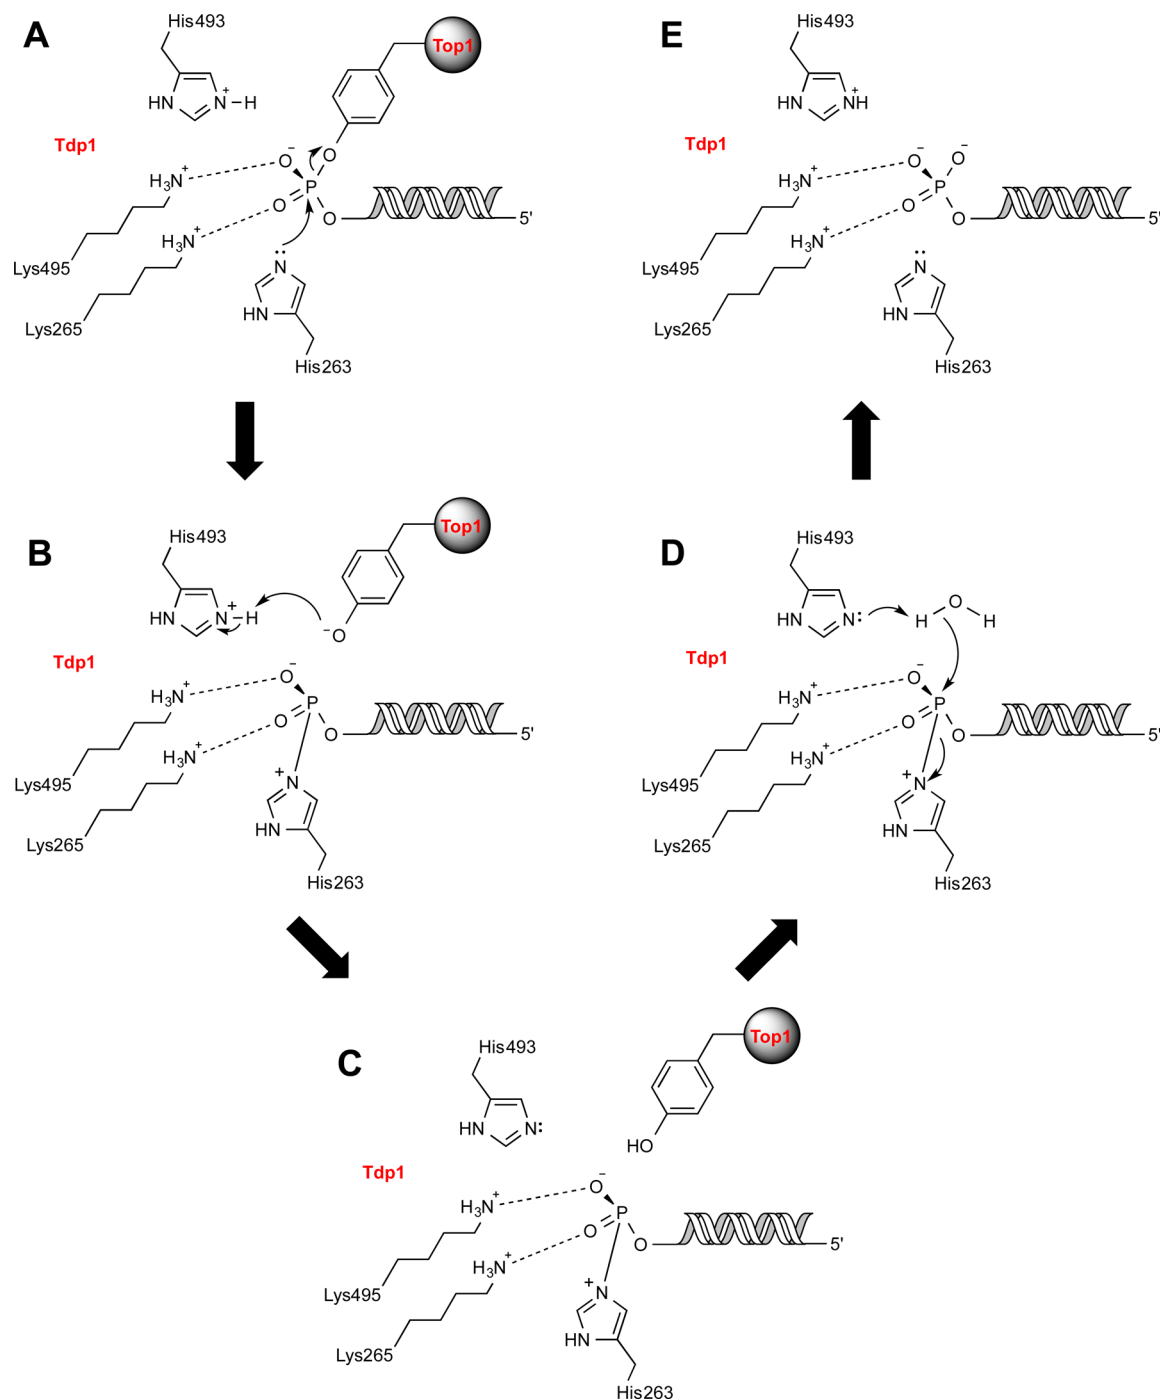 A
His493
HN
N
+
H
Top1
Tdp1
O
−
O
H3N
+
P
O
O
5'
H3N
+
N
Lys495
HN
Lys265
His263
E
His493
HN
NH
+
Tdp1
O
−
O
−
H3N
+
P
O
O
5'
H3N
+
N
Lys495
HN
Lys265
His263
B
His493
Top1
HN
N
+
H
−O
Tdp1
O
−
H3N
+
P
O
O
5'
H3N
+
+
N
Lys495
HN
Lys265
His263
D
His493
HN
N
H
O
H
Tdp1
O
−
H3N
+
P
O
O
5'
H3N
+
+
N
Lys495
HN
Lys265
His263
C
His493
Top1
HN
N
HO
Tdp1
O
−
H3N
+
P
O
O
5'
H3N
+
+
N
Lys495
HN
Lys265
His263